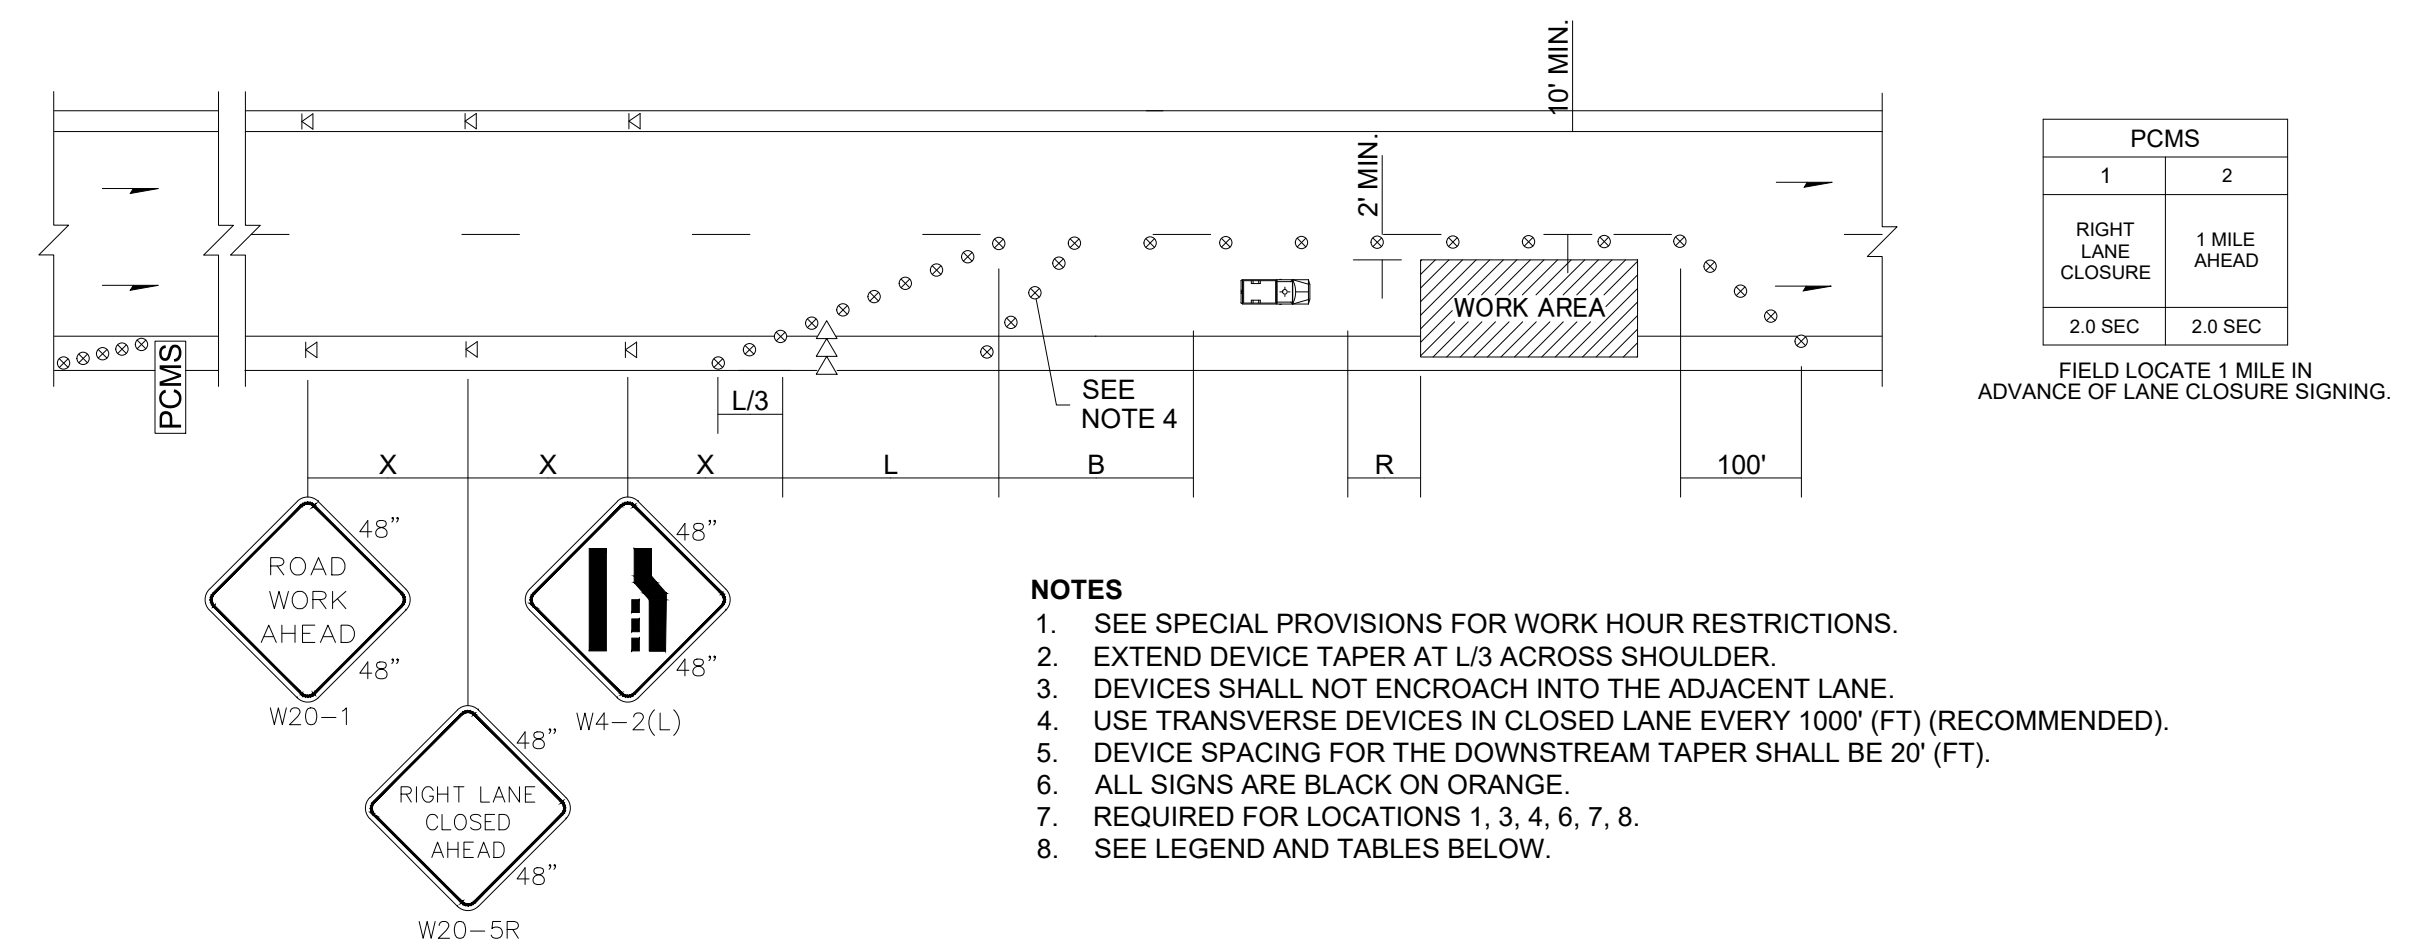 10' MIN.
2' MIN.
PCMS
1 2
RIGHT
LANE
CLOSURE
1 MILE
AHEAD
2.0 SEC 2.0 SEC
FIELD LOCATE 1 MILE IN
ADVANCE OF LANE CLOSURE SIGNING.
WORK AREA
PCMS
SEE
NOTE 4
L/3
X X X L B R 100'
48”
ROAD
WORK
AHEAD
48”
W20-1
48”
48”
W4-2(L)
48”
RIGHT LANE
CLOSED
AHEAD
48”
W20-5R
NOTES
1. SEE SPECIAL PROVISIONS FOR WORK HOUR RESTRICTIONS.
2. EXTEND DEVICE TAPER AT L/3 ACROSS SHOULDER.
3. DEVICES SHALL NOT ENCROACH INTO THE ADJACENT LANE.
4. USE TRANSVERSE DEVICES IN CLOSED LANE EVERY 1000' (FT) (RECOMMENDED).
5. DEVICE SPACING FOR THE DOWNSTREAM TAPER SHALL BE 20' (FT).
6. ALL SIGNS ARE BLACK ON ORANGE.
7. REQUIRED FOR LOCATIONS 1, 3, 4, 6, 7, 8.
8. SEE LEGEND AND TABLES BELOW.